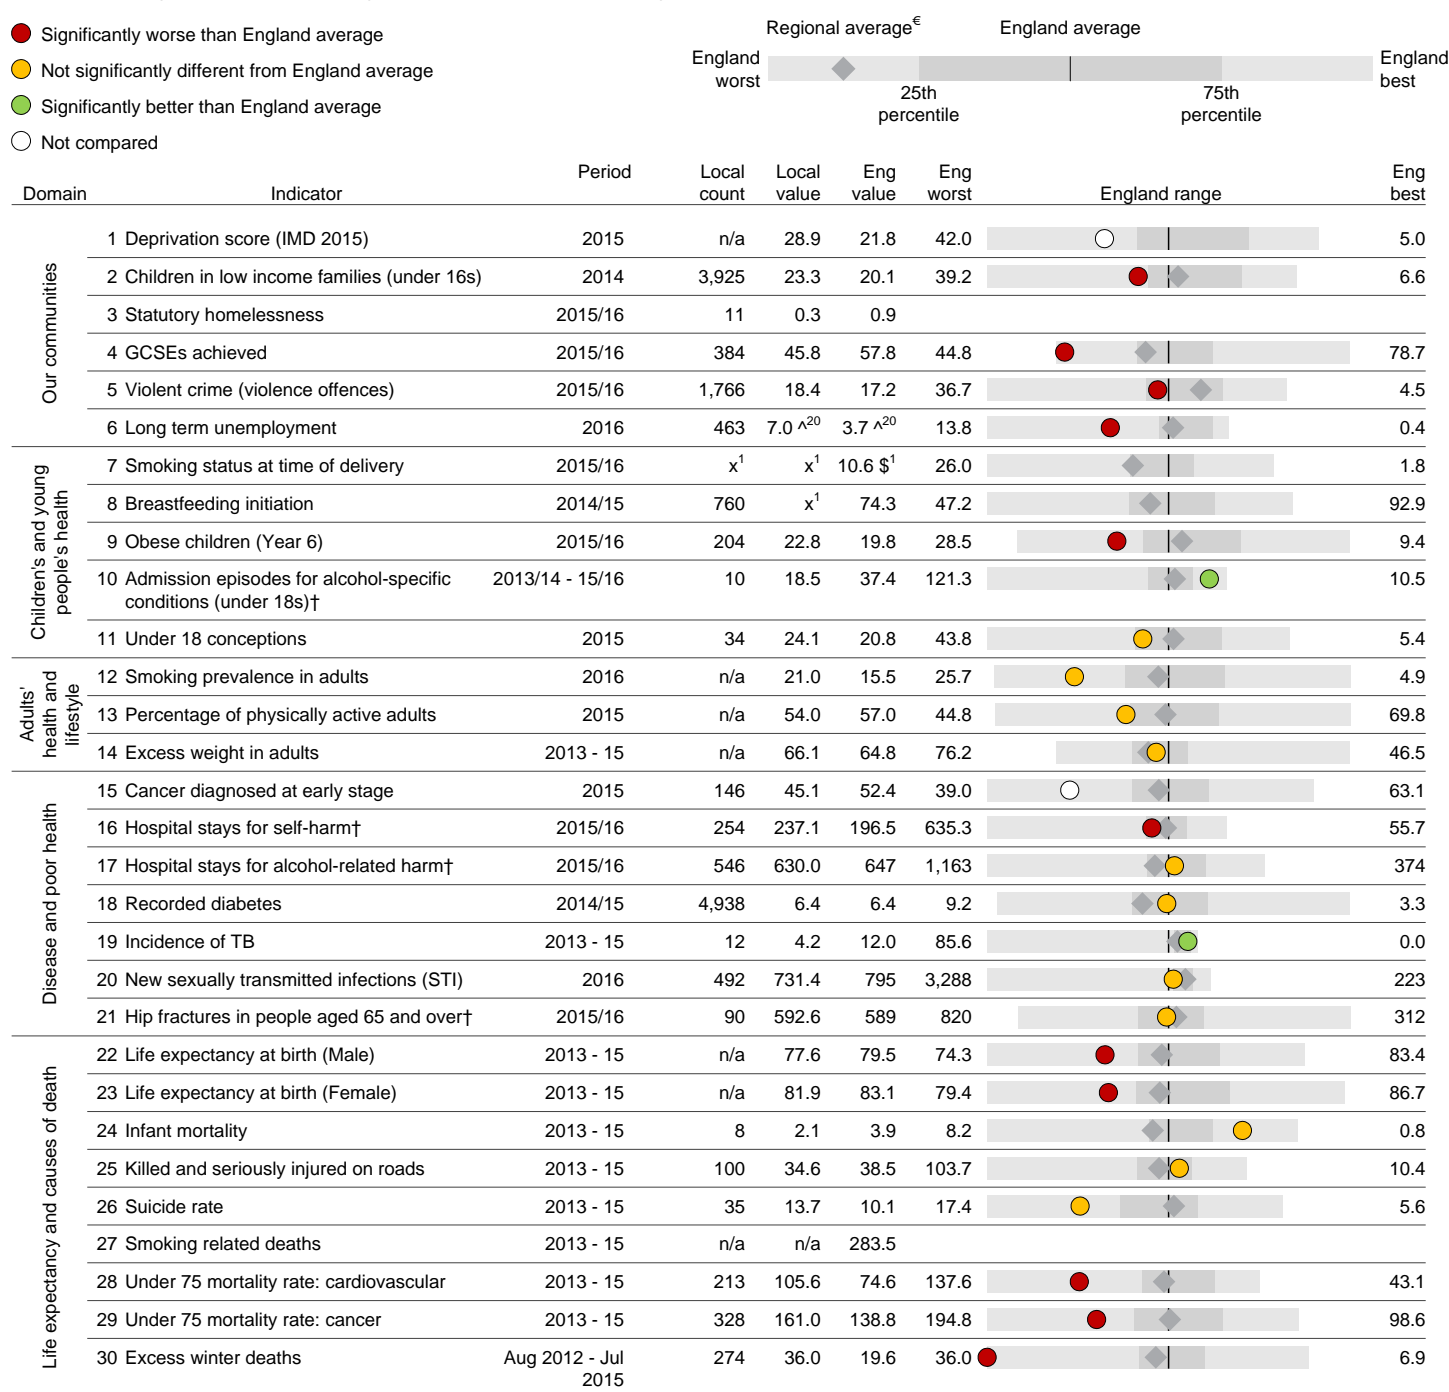 Significantly worse than England average
Not significantly different from England average
Significantly better than England average
Not compared
Regional average€ England average
England worst England best
25th percentile 75th percentile
Domain Indicator Period Local count Local value Eng value Eng worst England range Eng best
Our communities
1 Deprivation score (IMD 2015) 2015 n/a 28.9 21.8 42.0 5.0
2 Children in low income families (under 16s) 2014 3,925 23.3 20.1 39.2 6.6
3 Statutory homelessness 2015/16 11 0.3 0.9
4 GCSEs achieved 2015/16 384 45.8 57.8 44.8 78.7
5 Violent crime (violence offences) 2015/16 1,766 18.4 17.2 36.7 4.5
6 Long term unemployment 2016 463 7.0 ^20 3.7 ^20 13.8 0.4
Children's and young people's health
7 Smoking status at time of delivery 2015/16 x1 x1 10.6 $1 26.0 1.8
8 Breastfeeding initiation 2014/15 760 x1 74.3 47.2 92.9
9 Obese children (Year 6) 2015/16 204 22.8 19.8 28.5 9.4
10 Admission episodes for alcohol-specific 2013/14 - 15/16 10 18.5 37.4 121.3 10.5
conditions (under 18s)†
11 Under 18 conceptions 2015 34 24.1 20.8 43.8 5.4
Adults' health and lifestyle
12 Smoking prevalence in adults 2016 n/a 21.0 15.5 25.7 4.9
13 Percentage of physically active adults 2015 n/a 54.0 57.0 44.8 69.8
14 Excess weight in adults 2013 - 15 n/a 66.1 64.8 76.2 46.5
Disease and poor health
15 Cancer diagnosed at early stage 2015 146 45.1 52.4 39.0 63.1
16 Hospital stays for self-harm† 2015/16 254 237.1 196.5 635.3 55.7
17 Hospital stays for alcohol-related harm† 2015/16 546 630.0 647 1,163 374
18 Recorded diabetes 2014/15 4,938 6.4 6.4 9.2 3.3
19 Incidence of TB 2013 - 15 12 4.2 12.0 85.6 0.0
20 New sexually transmitted infections (STI) 2016 492 731.4 795 3,288 223
21 Hip fractures in people aged 65 and over† 2015/16 90 592.6 589 820 312
Life expectancy and causes of death
22 Life expectancy at birth (Male) 2013 - 15 n/a 77.6 79.5 74.3 83.4
23 Life expectancy at birth (Female) 2013 - 15 n/a 81.9 83.1 79.4 86.7
24 Infant mortality 2013 - 15 8 2.1 3.9 8.2 0.8
25 Killed and seriously injured on roads 2013 - 15 100 34.6 38.5 103.7 10.4
26 Suicide rate 2013 - 15 35 13.7 10.1 17.4 5.6
27 Smoking related deaths 2013 - 15 n/a n/a 283.5
28 Under 75 mortality rate: cardiovascular 2013 - 15 213 105.6 74.6 137.6 43.1
29 Under 75 mortality rate: cancer 2013 - 15 328 161.0 138.8 194.8 98.6
30 Excess winter deaths Aug 2012 - Jul 274 36.0 19.6 36.0 6.9
2015